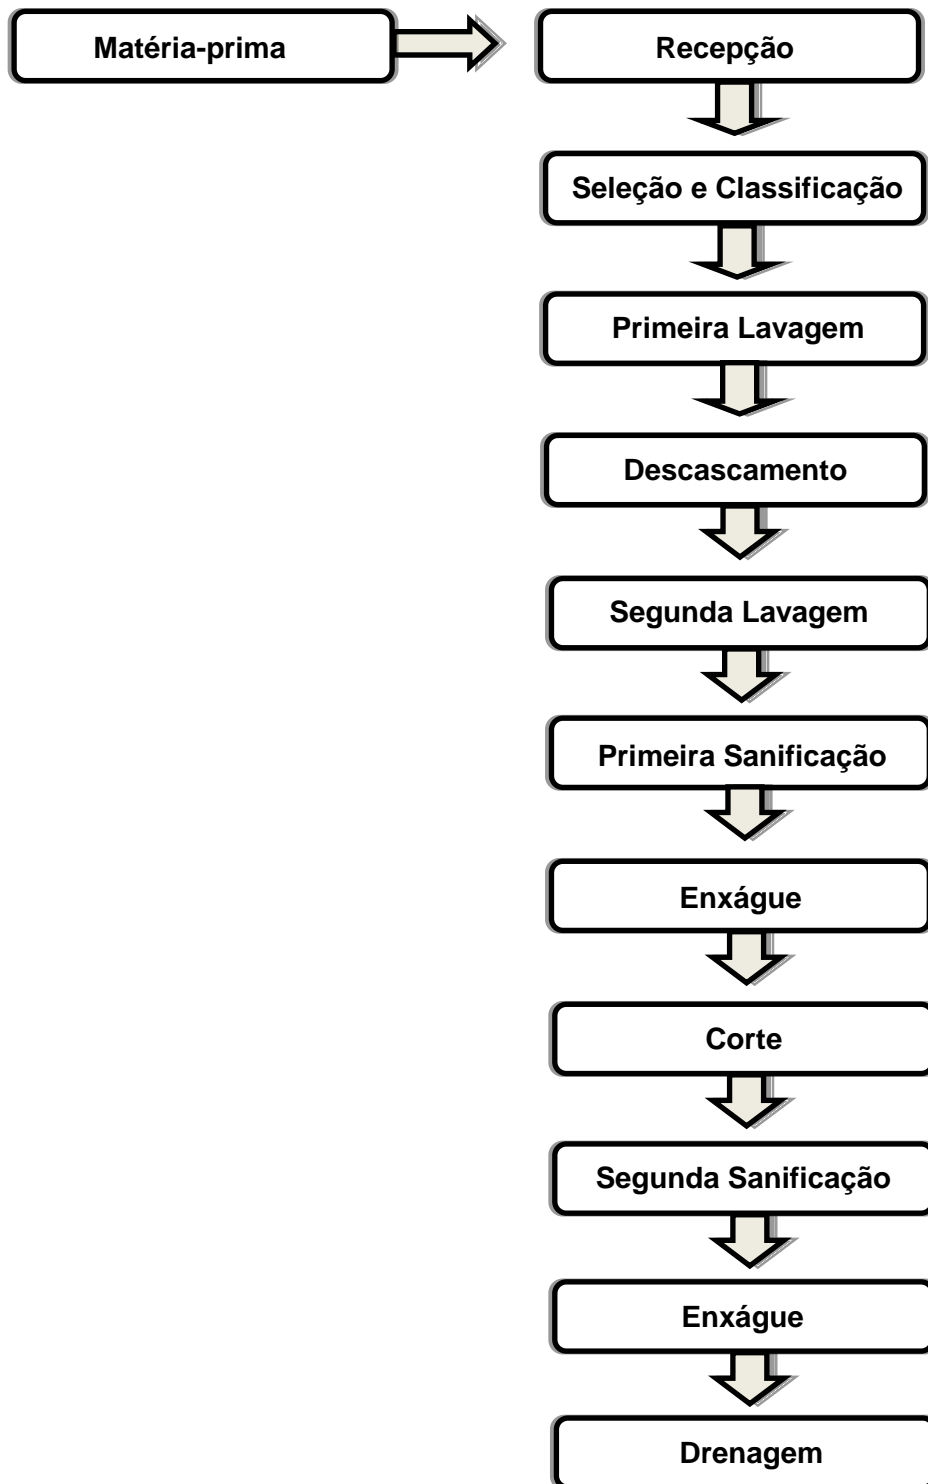 Matéria-prima
Recepção
Seleção e Classificação
Primeira Lavagem
Descascamento
Segunda Lavagem
Primeira Sanificação
Enxágue
Corte
Segunda Sanificação
Enxágue
Drenagem